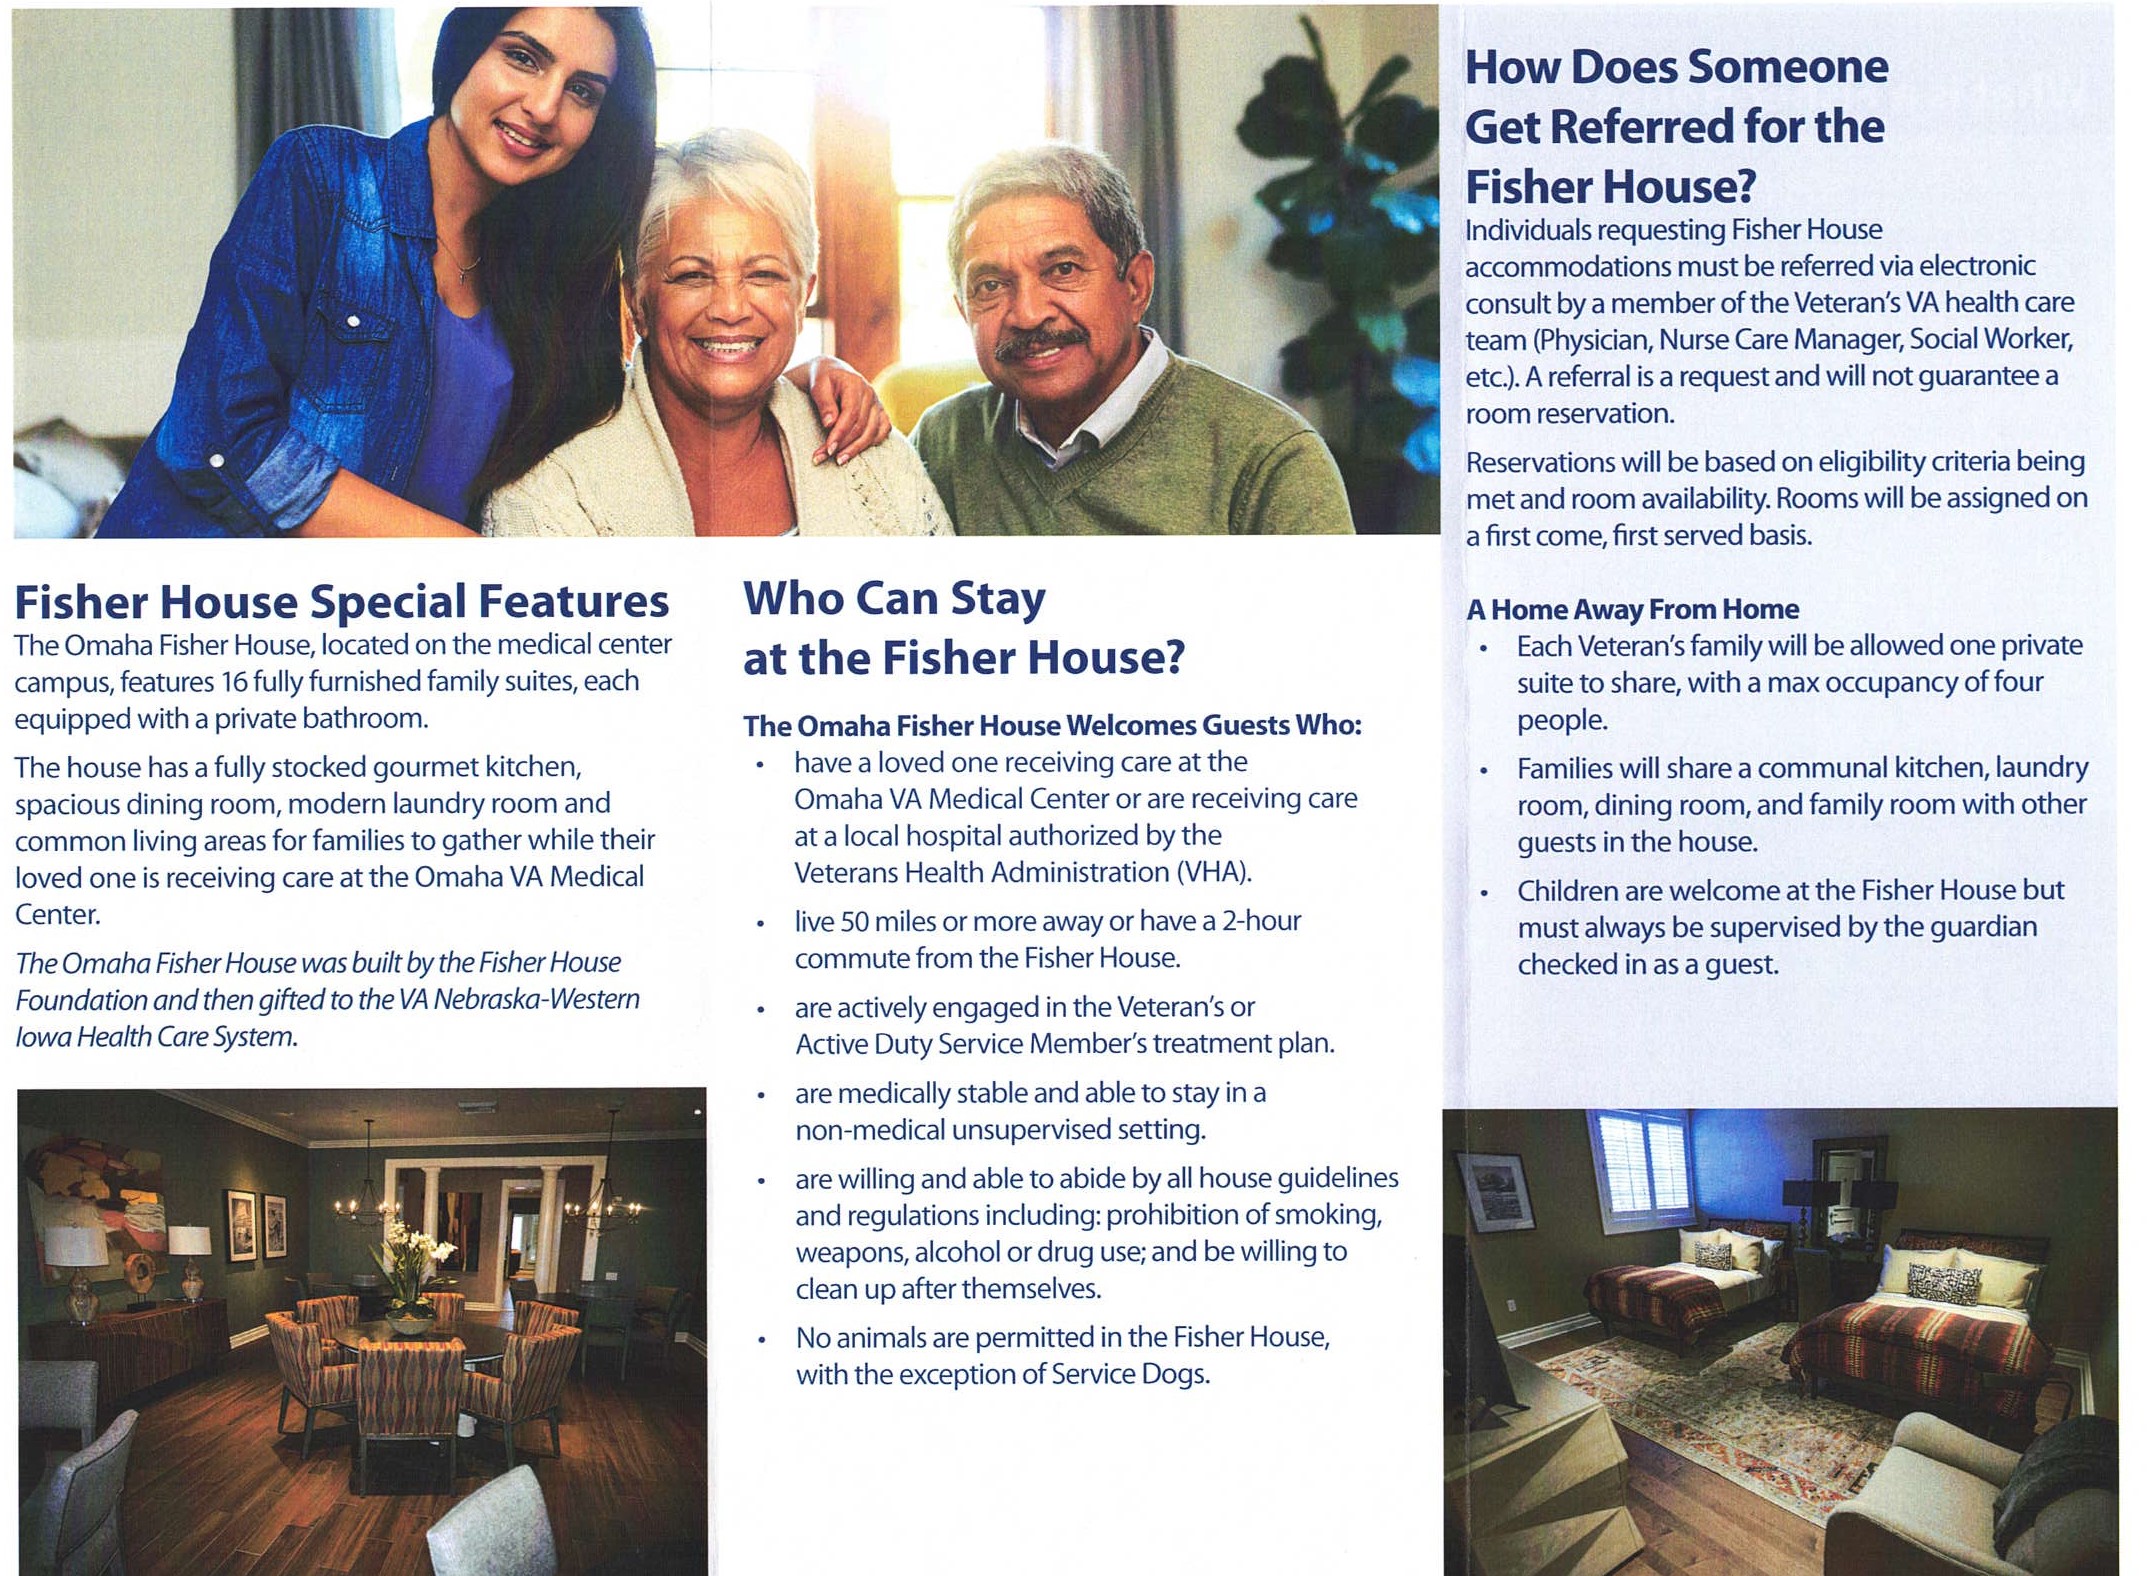 Fisher House Special Features
The Omaha Fisher House, located on the medical center
campus, features 16 fully furnished family suites, each
equipped with a private bathroom.
The house has a fully stocked gourmet kitchen,
spacious dining room, modern laundry room and
common living areas for families to gather while their
loved one is receiving care at the Omaha VA Medical
Center.
The Omaha Fisher House was built by the Fisher House
Foundation and then gifted to the VA Nebraska-Western
Iowa Health Care System.
Who Can Stay
at the Fisher House?
The Omaha Fisher House Welcomes Guests Who:
• have a loved one receiving care at the
Omaha VA Medical Center or are receiving care
at a local hospital authorized by the
Veterans Health Administration (VHA).
• live 50 miles or more away or have a 2-hour
commute from the Fisher House.
• are actively engaged in the Veteran's or
Active Duty Service Member's treatment plan.
• are medically stable and able to stay in a
non-medical unsupervised setting.
• are willing and able to abide by all house guidelines
and regulations including: prohibition of smoking,
weapons, alcohol or drug use; and be willing to
clean up after themselves.
• No animals are permitted in the Fisher House,
with the exception of Service Dogs.
How Does Someone
Get Referred for the
Fisher House?
Individuals requesting Fisher House
accommodations must be referred via electronic
consult by a member of the Veteran's VA health care
team (Physician, Nurse Care Manager, Social Worker,
etc.). A referral is a request and will not guarantee a
room reservation.
Reservations will be based on eligibility criteria being
met and room availability. Rooms will be assigned on
a first come, first served basis.
A Home Away From Home
• Each Veteran's family will be allowed one private
suite to share, with a max occupancy of four
people.
• Families will share a communal kitchen, laundry
room, dining room, and family room with other
guests in the house.
• Children are welcome at the Fisher House but
must always be supervised by the guardian
checked in as a guest.